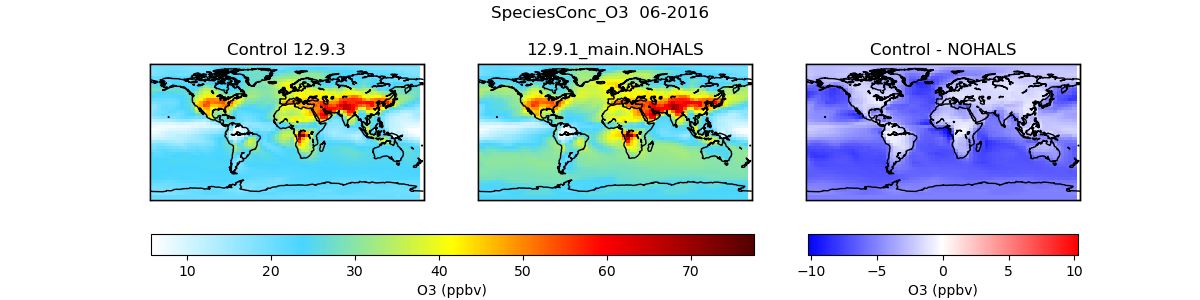 SpeciesConc_O3  06-2016
Control 12.9.3
12.9.1_main.NOHALS
Control - NOHALS
10 20 30 40 50 60 70
O3 (ppbv)
−10 −5 0 5 10
O3 (ppbv)